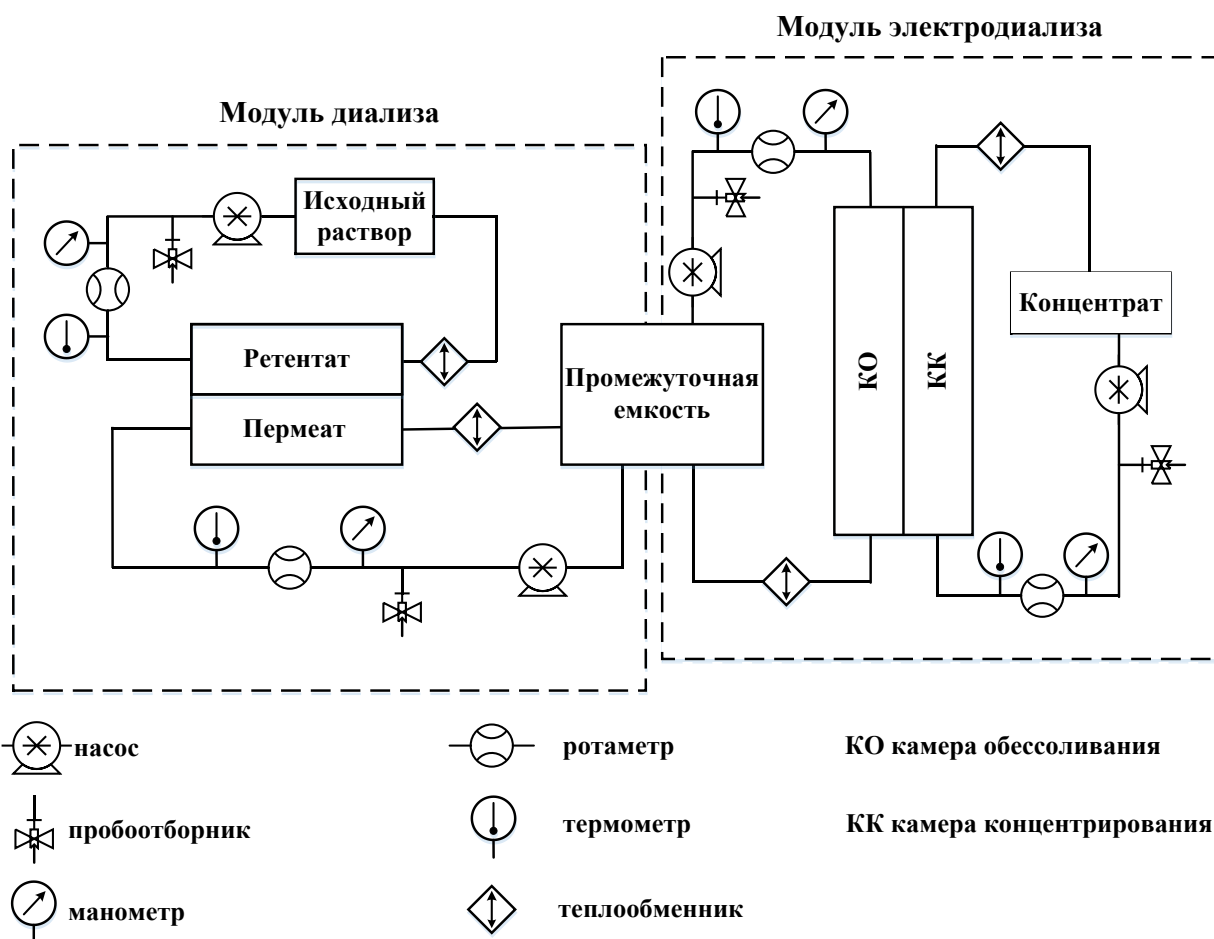 Модуль электродиализа
Модуль диализа
Исходный
раствор
Ретентат
Пермеат
Промежуточная
емкость
КО
КК
Концентрат
насос
ротаметр
КО камера обессоливания
пробоотборник
термометр
КК камера концентрирования
манометр
теплообменник